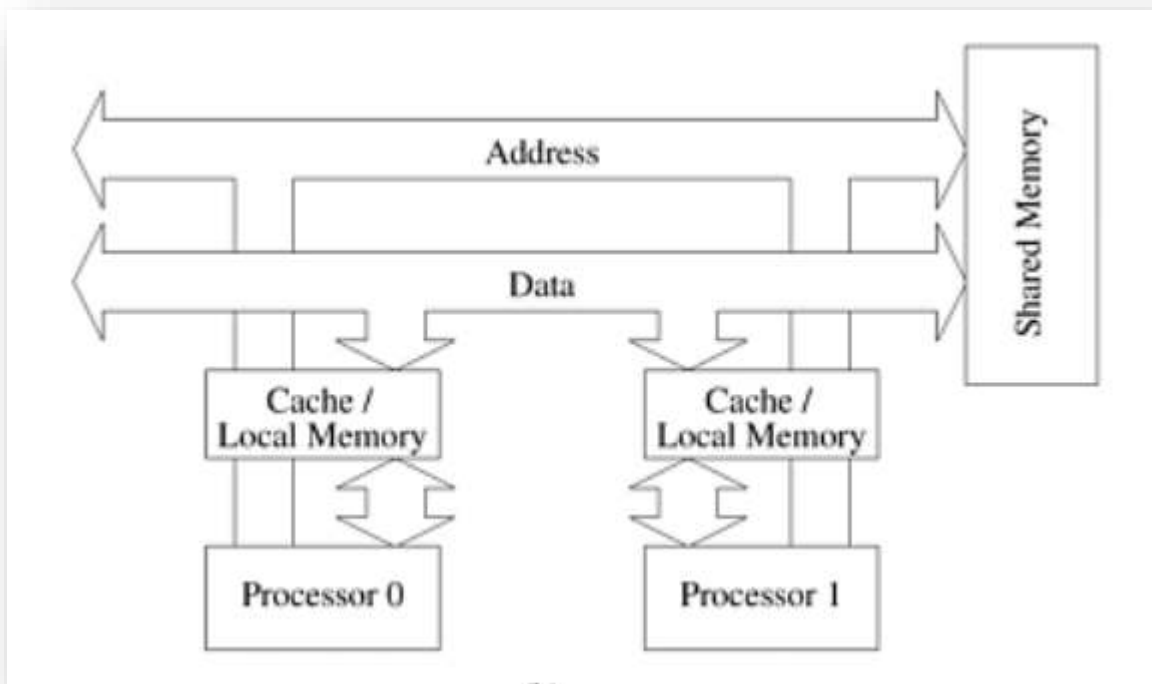 Address
Shared Memory
Data
Cache /
Local Memory
Cache /
Local Memory
Processor 0
Processor 1